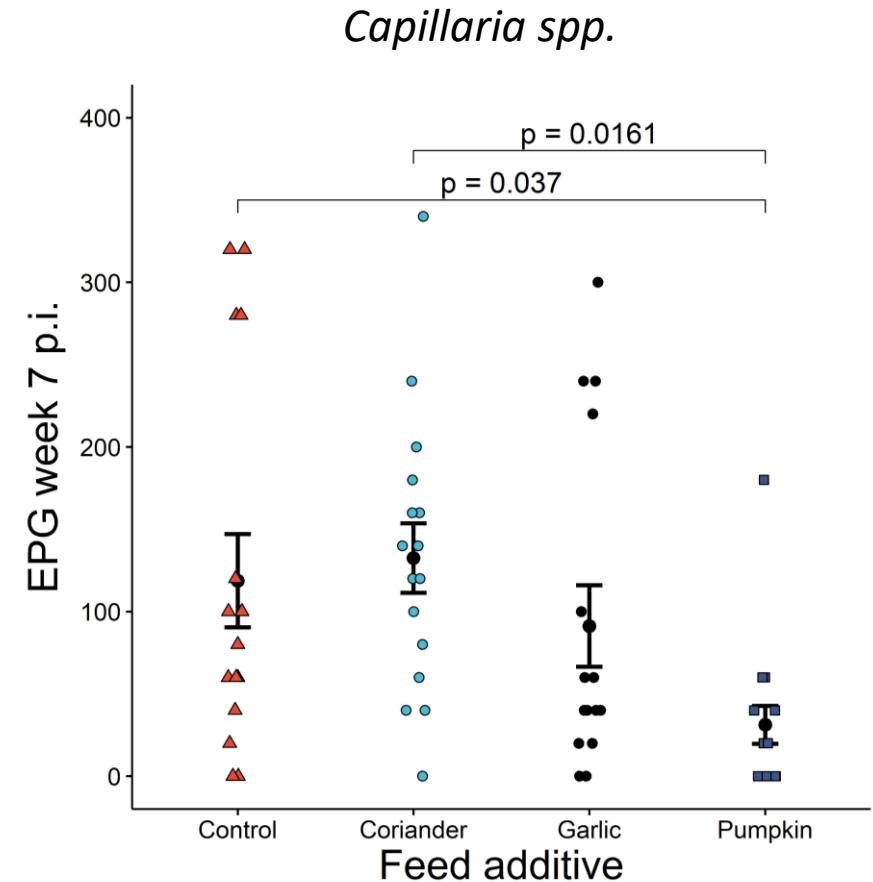 Capillaria spp.
EPG week 7 p.i.
400
300
200
100
0
p = 0.0161
p = 0.037
Control
Coriander
Garlic
Pumpkin
Feed additive